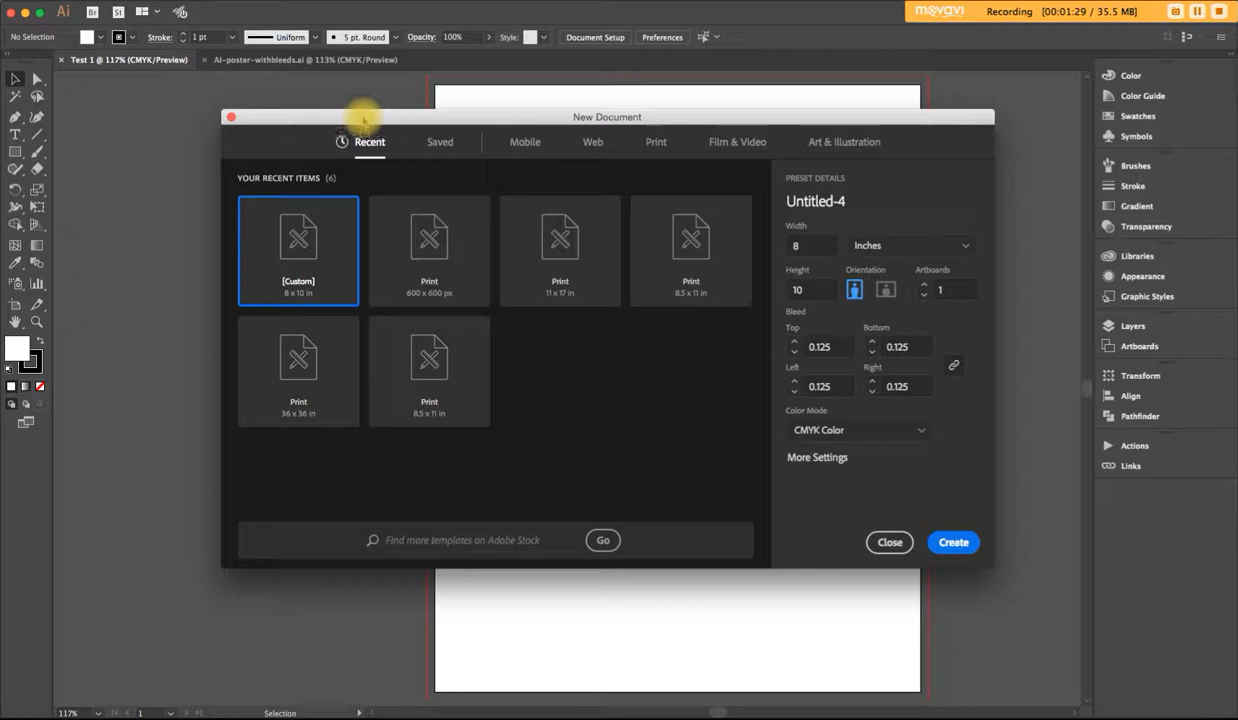 Ai Br St
movavi Recording [00:01:29 / 35.5 MB]
No Selection Stroke: 1 pt Uniform 5 pt. Round Opacity: 100% Style: Document Setup Preferences
× Test 1 @ 117% (CMYK/Preview) × AI-poster-withbleeds.ai @ 113% (CMYK/Preview)
New Document
Recent Saved Mobile Web Print Film & Video Art & Illustration
YOUR RECENT ITEMS (6)
[Custom]
8 x 10 in
Print
600 x 600 px
Print
11 x 17 in
Print
8.5 x 11 in
Print
36 x 36 in
Print
8.5 x 11 in
Find more templates on Adobe Stock Go
PRESET DETAILS
Untitled-4
Width
8 Inches
Height Orientation Artboards
10 1
Bleed
Top Bottom
0.125 0.125
Left Right
0.125 0.125
Color Mode
CMYK Color
More Settings
Close Create
Color
Color Guide
Swatches
Symbols
Brushes
Stroke
Gradient
Transparency
Libraries
Appearance
Graphic Styles
Layers
Artboards
Transform
Align
Pathfinder
Actions
Links
117% 1 Selection